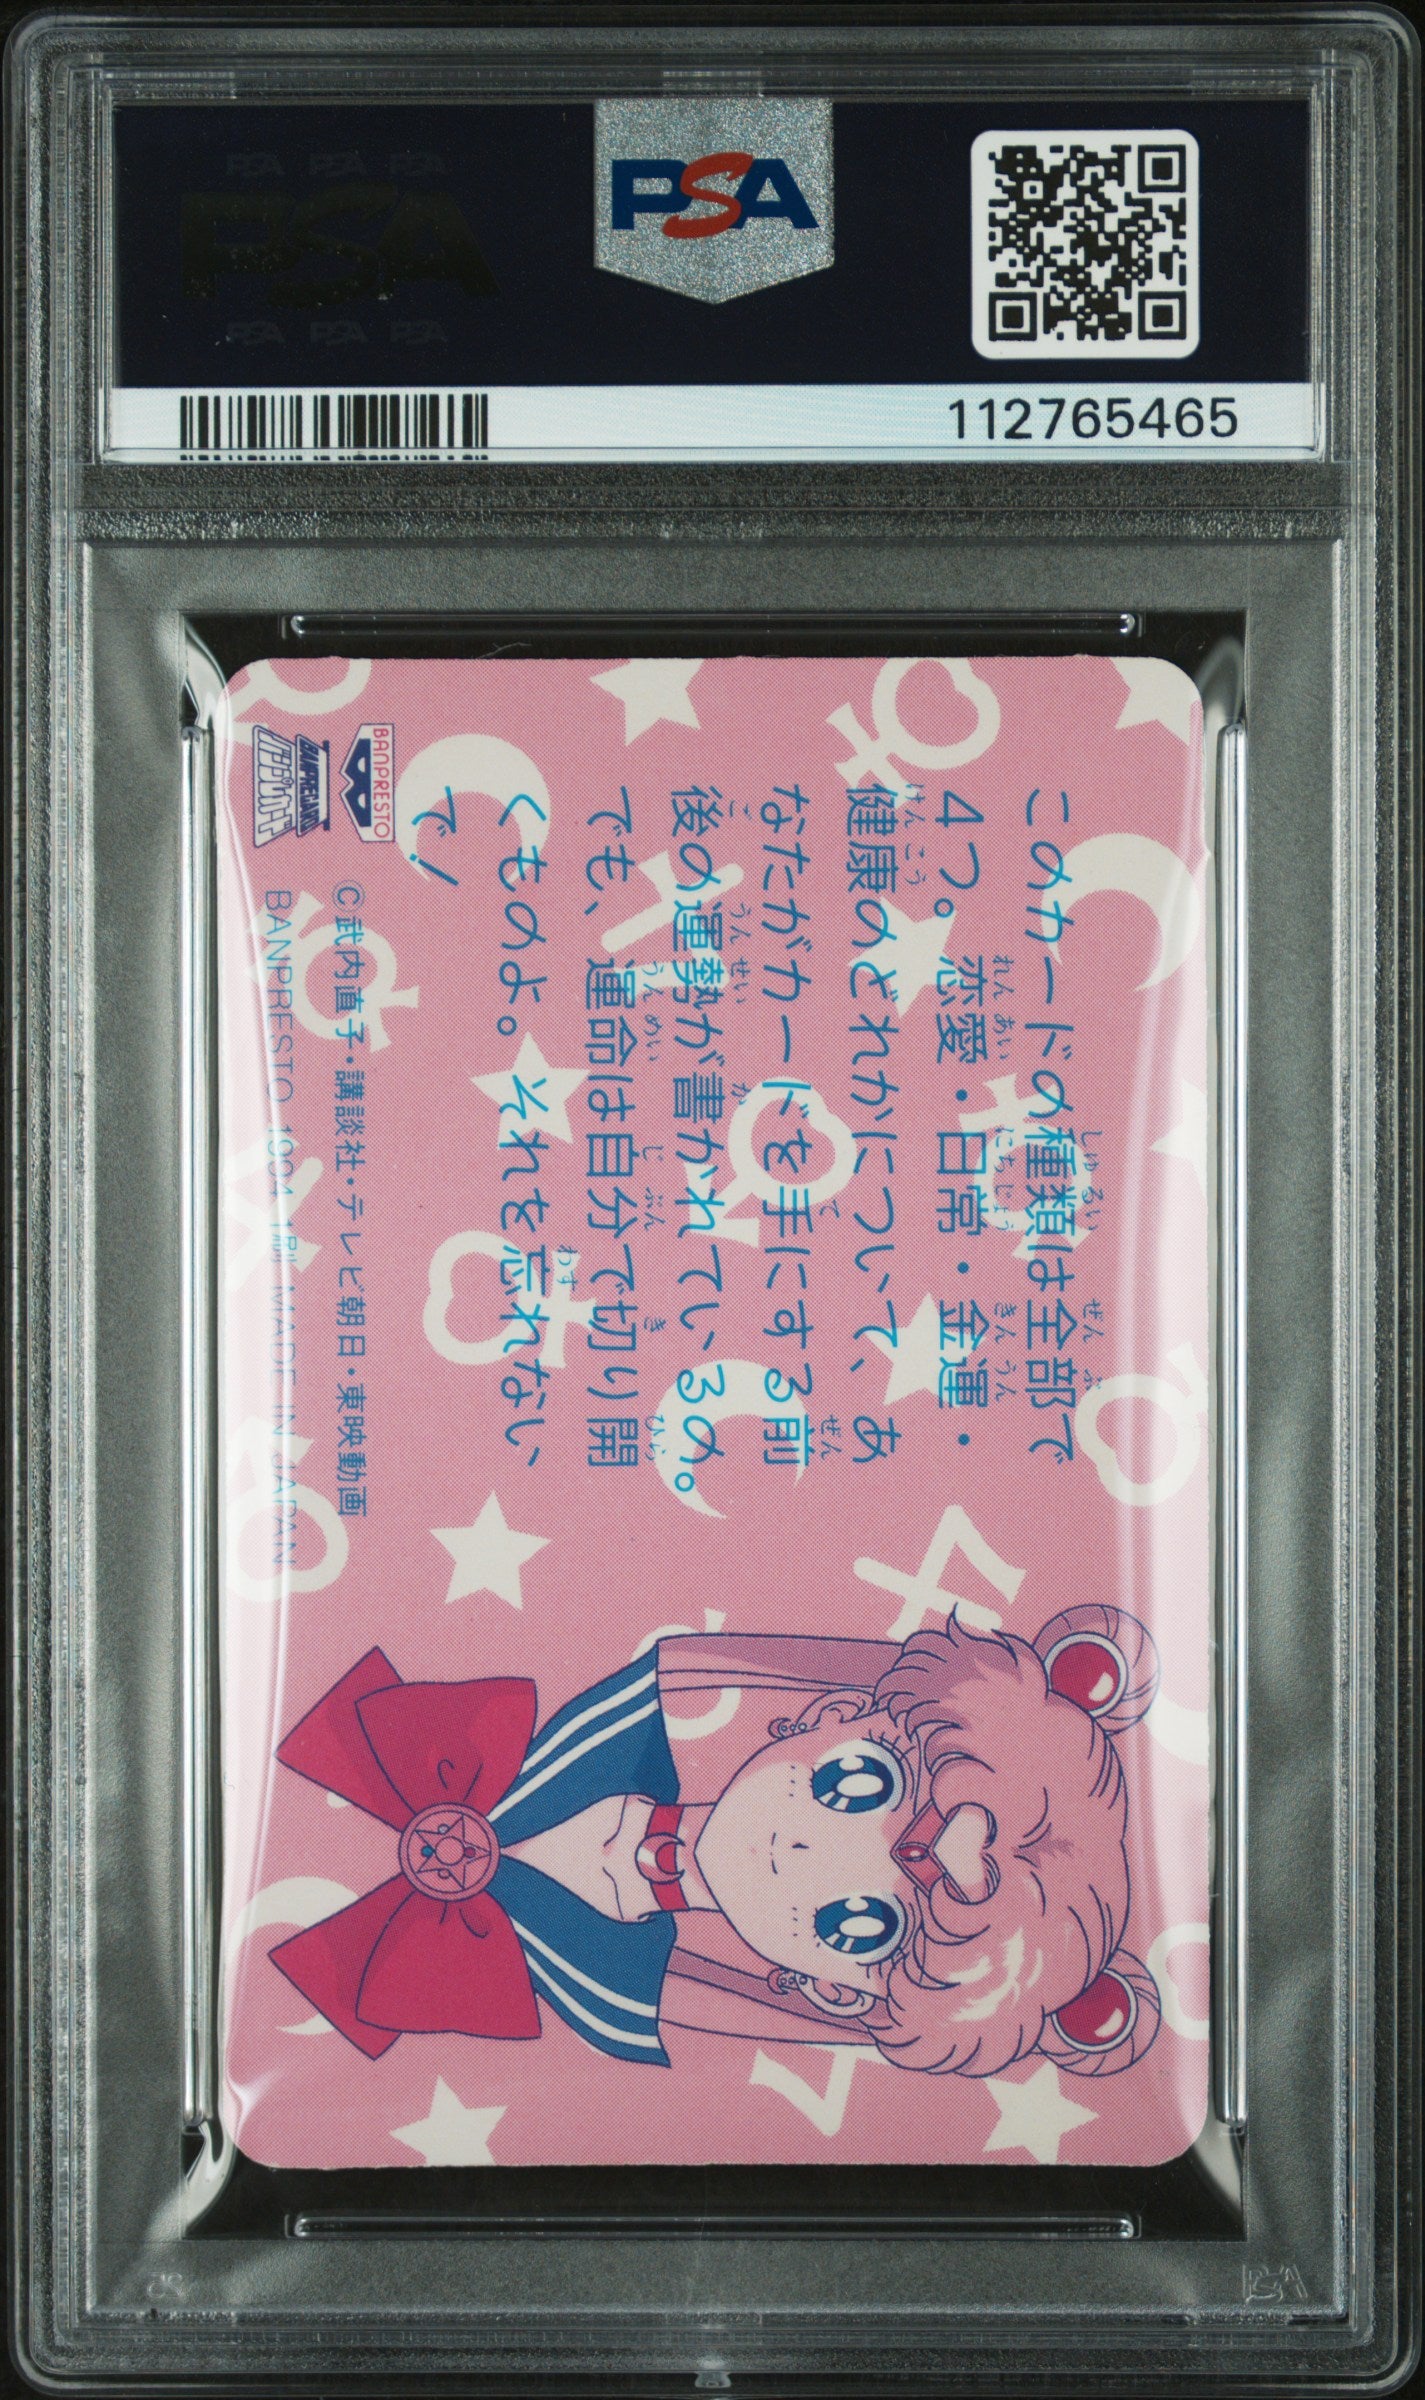 PSA
112765465
このカードの種類は全部で
4つ。恋愛・日常・金運・
健康のどれかについて、あ
なたがカードを手にする前
後の運勢が書かれているの。
でも、運命は自分で切り開
くものよ。それを忘れない
で！
BANPRESTO
©武内直子・講談社・テレビ朝日・東映動画
BANPRESTO 1994 1刷 MADE IN JAPAN